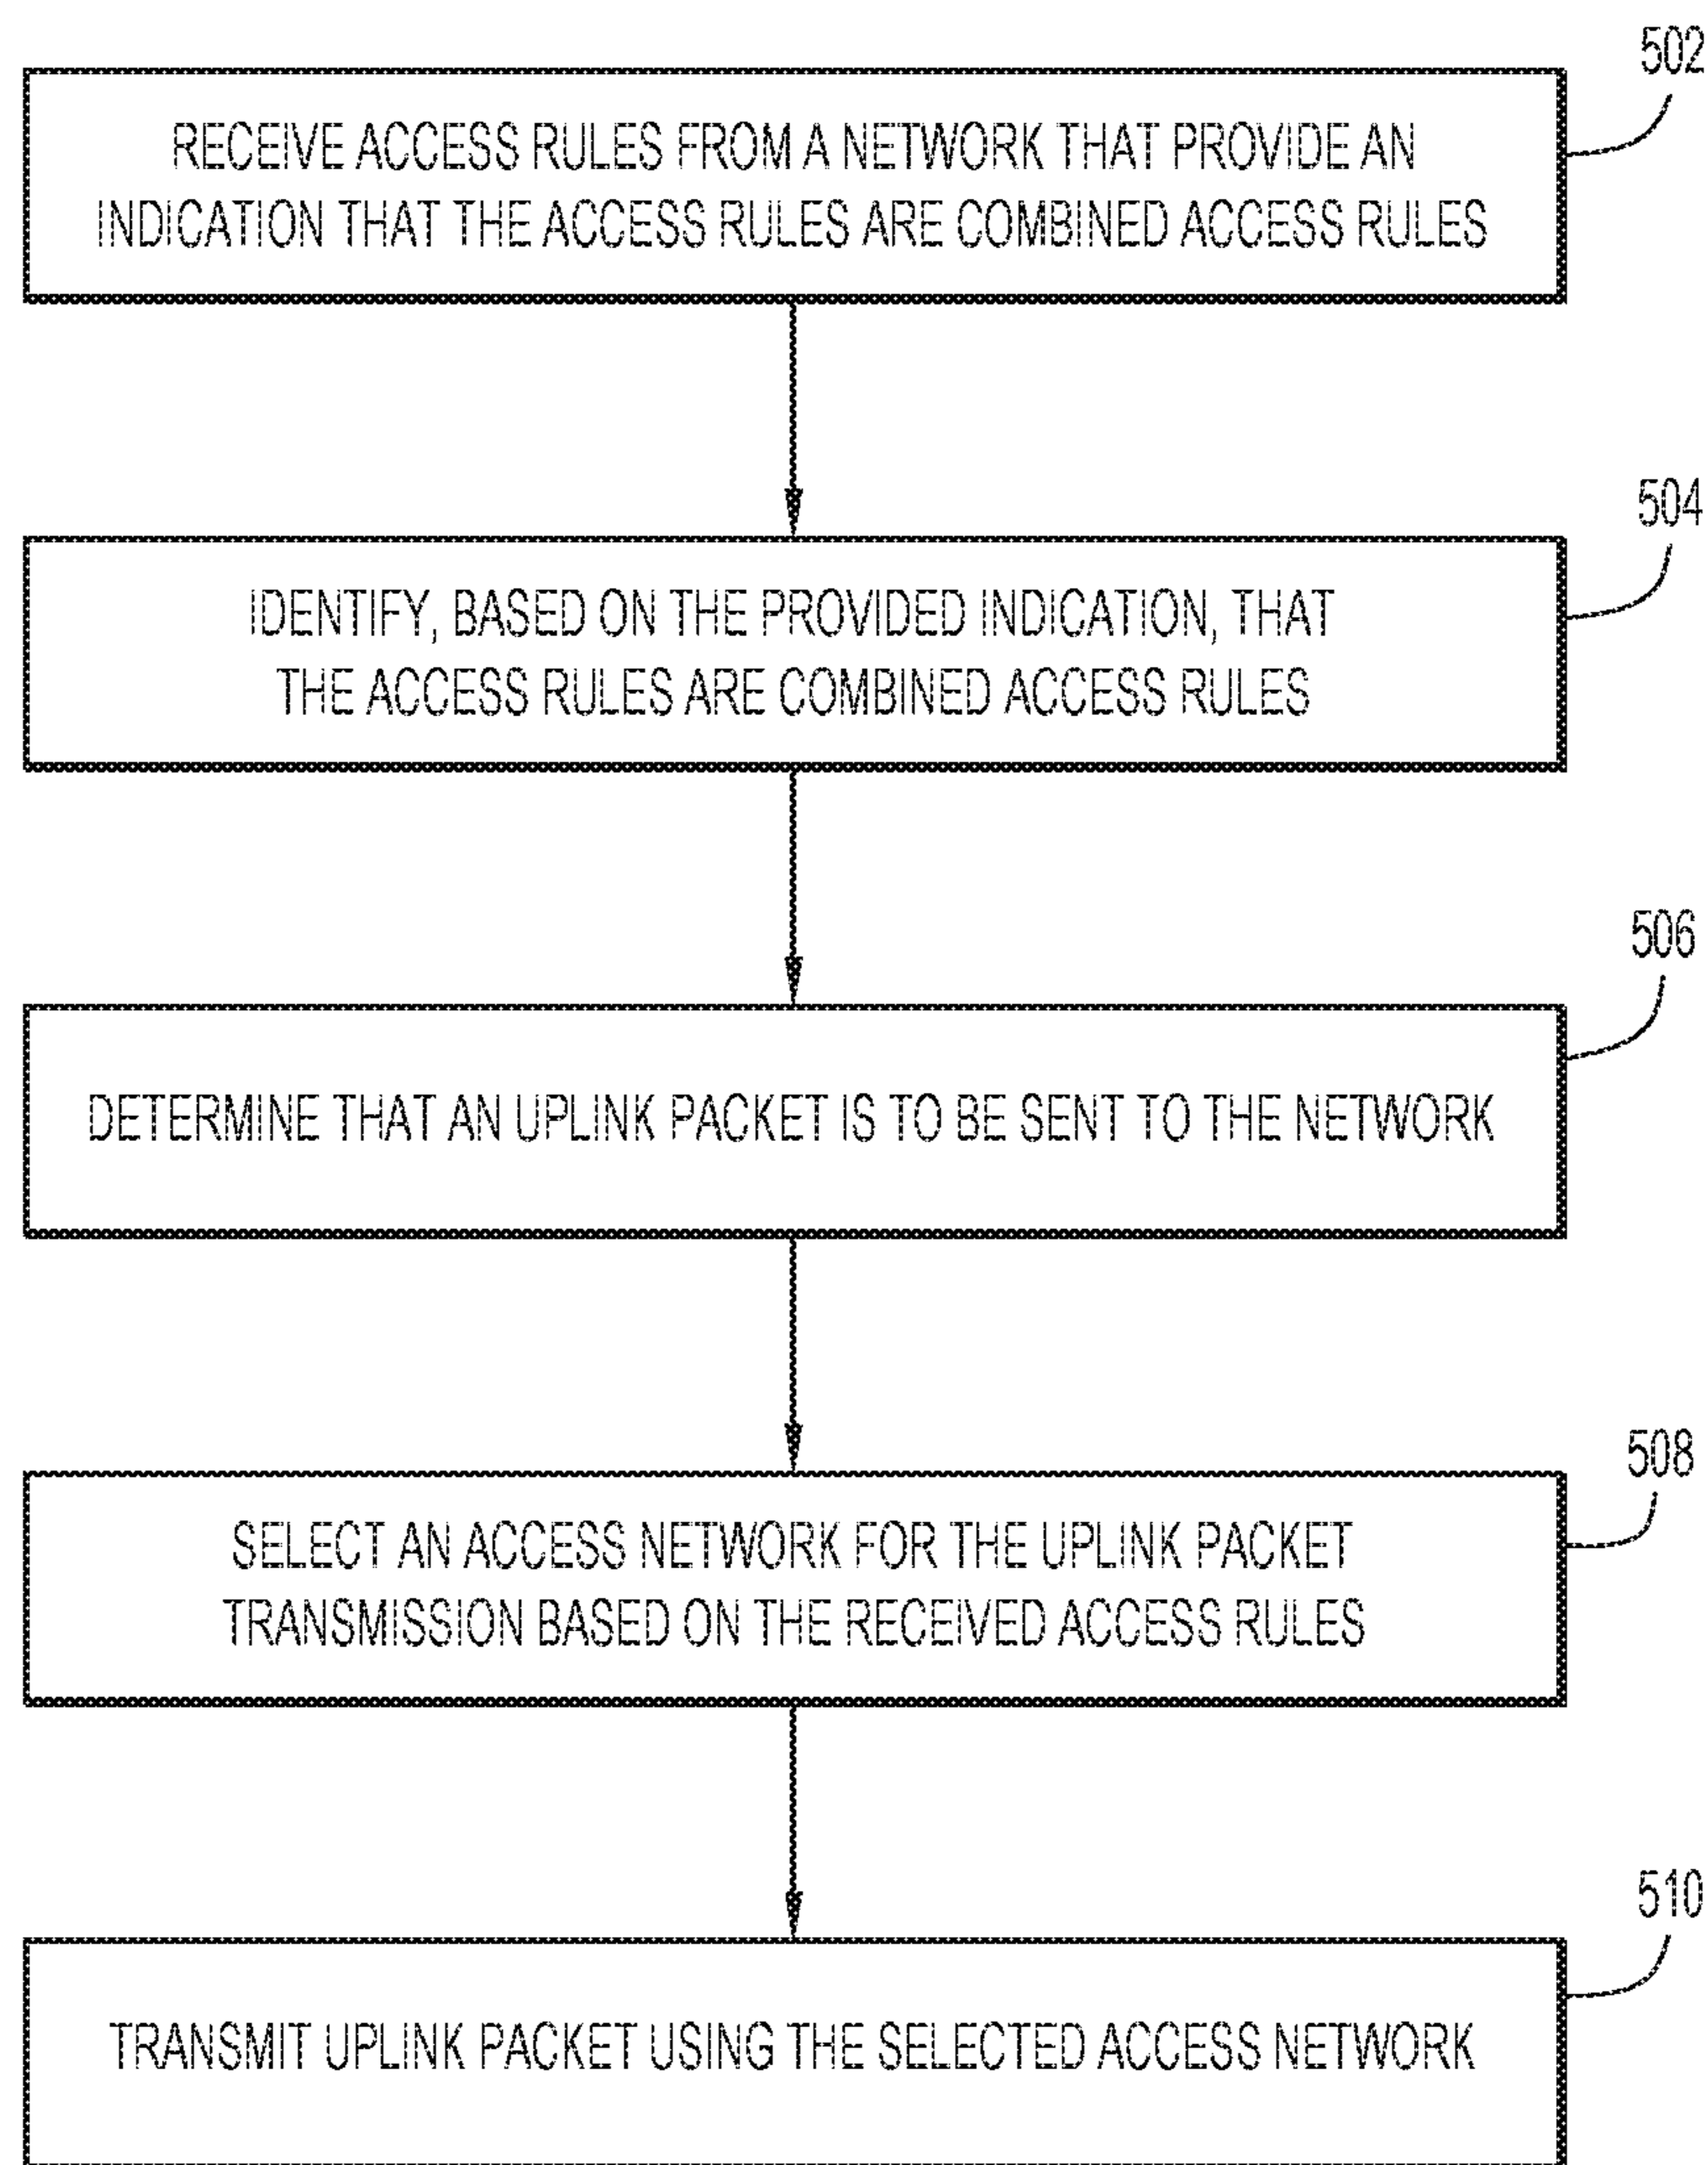 502
RECEIVE ACCESS RULES FROM A NETWORK THAT PROVIDE AN
INDICATION THAT THE ACCESS RULES ARE COMBINED ACCESS RULES
504
IDENTIFY, BASED ON THE PROVIDED INDICATION, THAT
THE ACCESS RULES ARE COMBINED ACCESS RULES
506
DETERMINE THAT AN UPLINK PACKET IS TO BE SENT TO THE NETWORK
508
SELECT AN ACCESS NETWORK FOR THE UPLINK PACKET
TRANSMISSION BASED ON THE RECEIVED ACCESS RULES
510
TRANSMIT UPLINK PACKET USING THE SELECTED ACCESS NETWORK